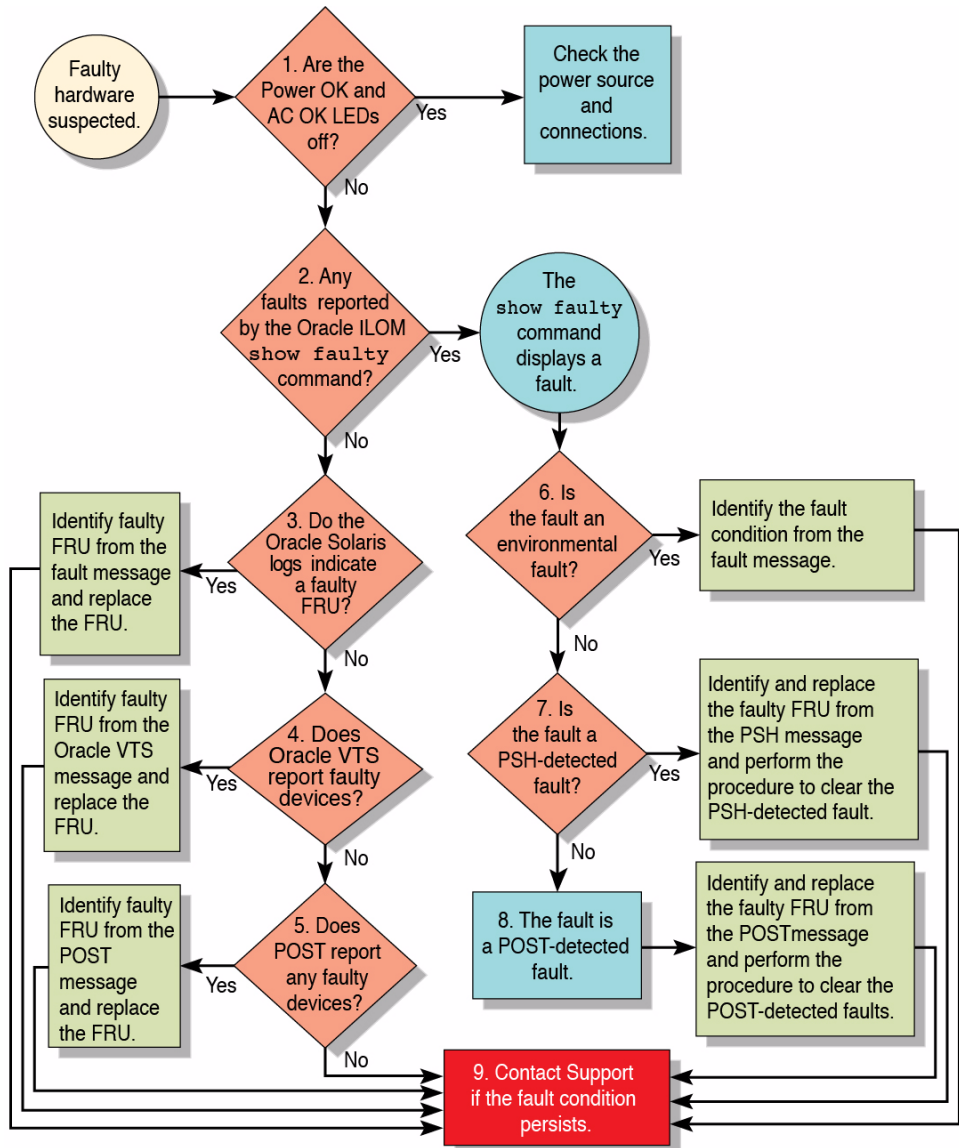 Faulty
hardware
suspected.
1. Are the
Power OK and
AC OK LEDs
off?
Yes
Check the
power source
and
connections.
No
2. Any
faults reported
by the Oracle ILOM
show faulty
command?
Yes
The
show faulty
command
displays a
fault.
No
3. Do the
Oracle Solaris
logs indicate
a faulty
FRU?
Yes
Identify faulty
FRU from the
fault message
and replace
the FRU.
No
4. Does
Oracle VTS
report faulty
devices?
Yes
Identify faulty
FRU from the
Oracle VTS
message and
replace the
FRU.
No
5. Does
POST report
any faulty
devices?
Yes
Identify faulty
FRU from the
POST
message
and replace
the FRU.
No
6. Is
the fault an
environmental
fault?
Yes
Identify the fault
condition from the
fault message.
No
7. Is
the fault a
PSH-detected
fault?
Yes
Identify and replace
the faulty FRU from
the PSH message
and perform the
procedure to clear the
PSH-detected fault.
No
8. The fault is
a POST-detected
fault.
Identify and replace
the faulty FRU from
the POSTmessage
and perform the
procedure to clear the
POST-detected faults.
9. Contact Support
if the fault condition
persists.